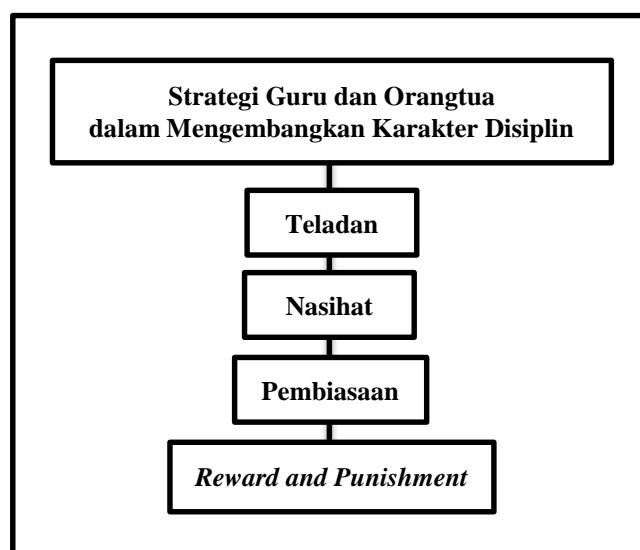 Strategi Guru dan Orangtua
dalam Mengembangkan Karakter Disiplin
Teladan
Nasihat
Pembiasaan
Reward and Punishment